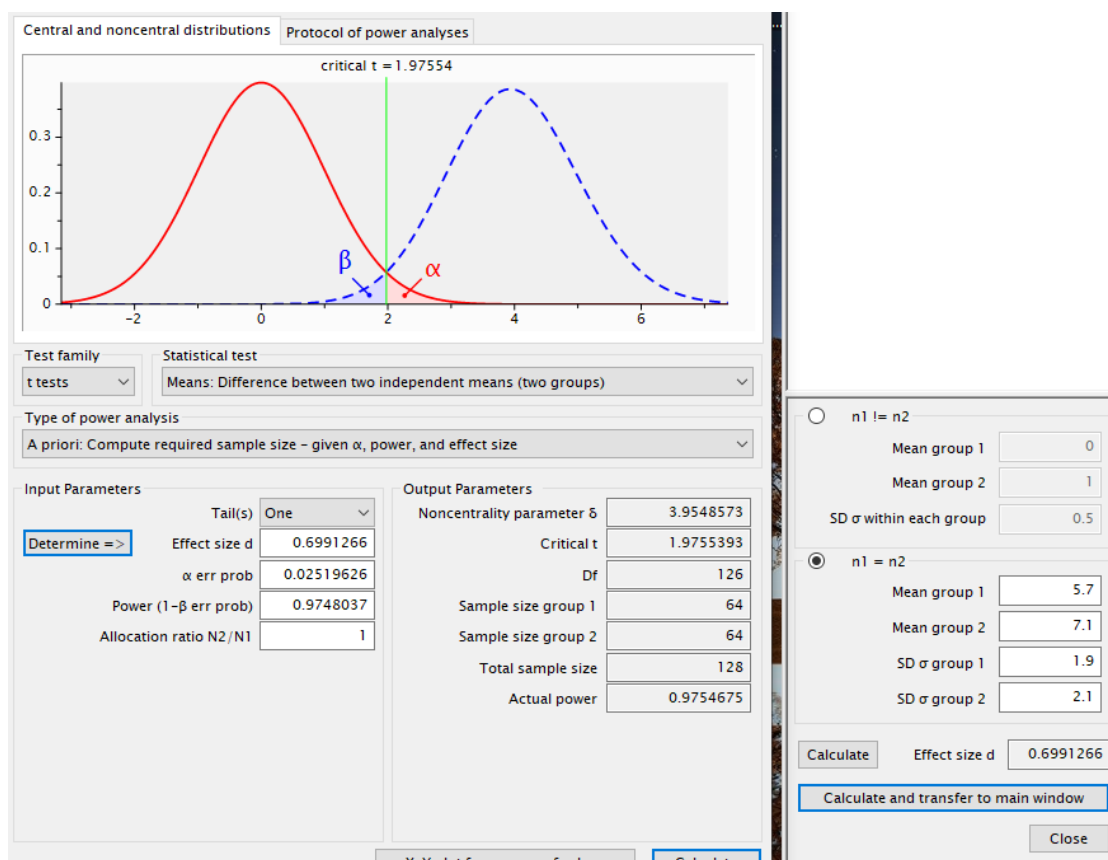 Central and noncentral distributions Protocol of power analyses
critical t = 1.97554
0.3
0.2
0.1
0
β α
-2 0 2 4 6
Test family Statistical test
t tests Means: Difference between two independent means (two groups)
Type of power analysis
A priori: Compute required sample size - given α, power, and effect size
Input Parameters
Tail(s) One
Determine => Effect size d 0.6991266
α err prob 0.02519626
Power (1-β err prob) 0.9748037
Allocation ratio N2/N1 1
Output Parameters
Noncentrality parameter δ 3.9548573
Critical t 1.9755393
Df 126
Sample size group 1 64
Sample size group 2 64
Total sample size 128
Actual power 0.9754675
n1 != n2
Mean group 1 0
Mean group 2 1
SD σ within each group 0.5
n1 = n2
Mean group 1 5.7
Mean group 2 7.1
SD σ group 1 1.9
SD σ group 2 2.1
Calculate Effect size d 0.6991266
Calculate and transfer to main window
Close